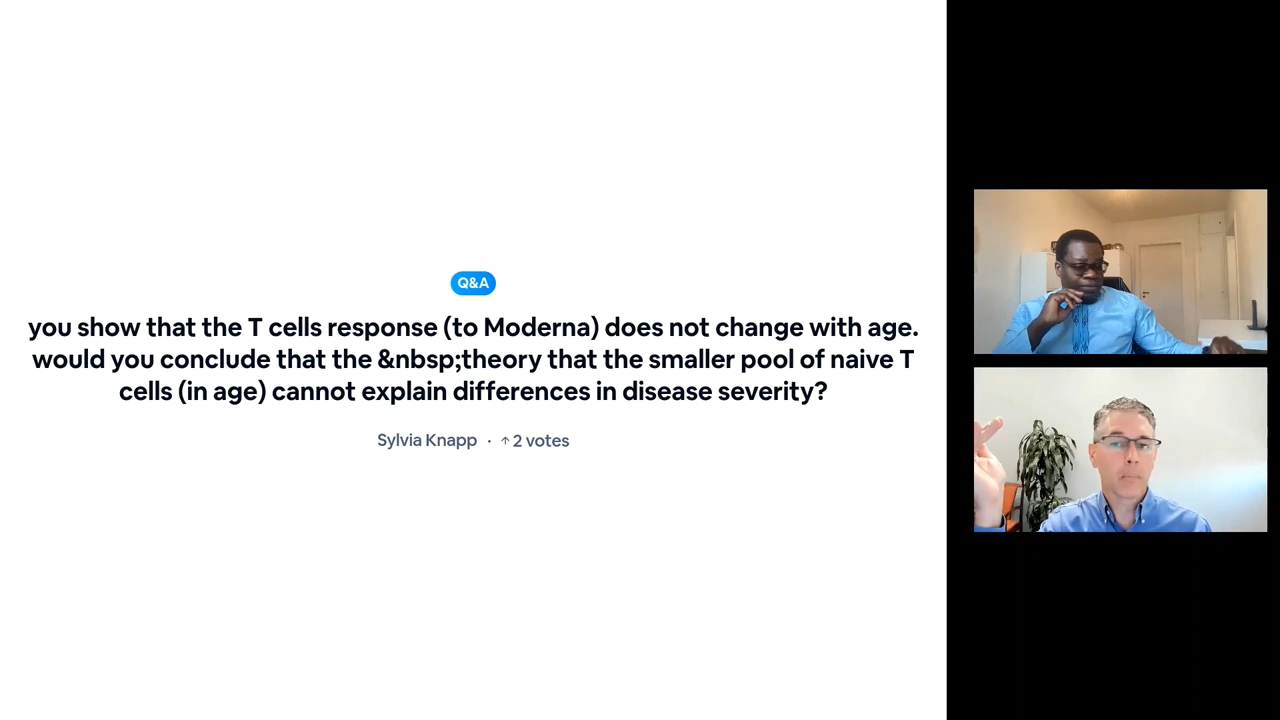 Q&A
you show that the T cells response (to Moderna) does not change with age.
would you conclude that the &nbsp;theory that the smaller pool of naive T
cells (in age) cannot explain differences in disease severity?
Sylvia Knapp · ↑ 2 votes